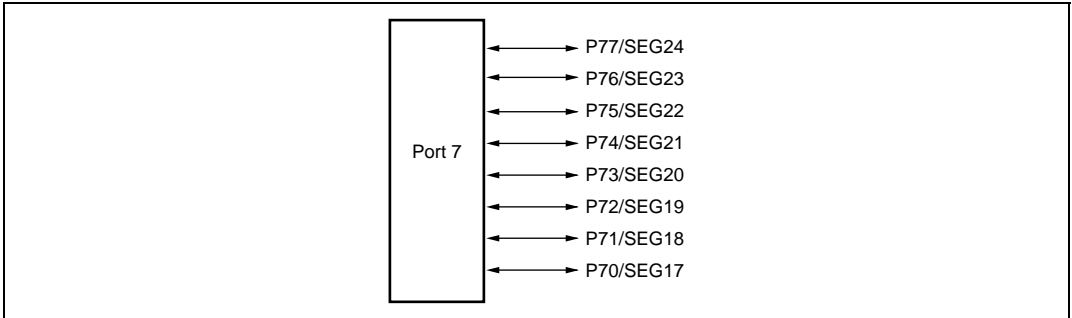 P77/SEG24
P76/SEG23
P75/SEG22
P74/SEG21
Port 7
P73/SEG20
P72/SEG19
P71/SEG18
P70/SEG17